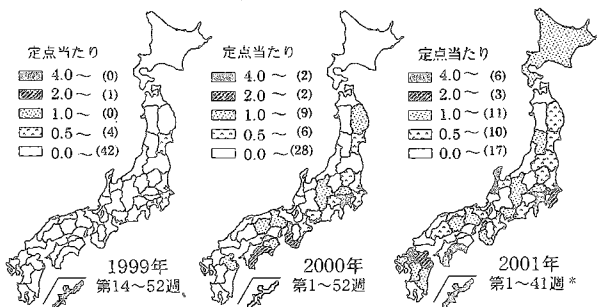 定点当たり
4.0～ (0)
2.0～ (1)
1.0～ (0)
0.5～ (4)
0.0～ (42)
1999年
第14～52週
定点当たり
4.0～ (2)
2.0～ (2)
1.0～ (9)
0.5～ (6)
0.0～ (28)
2000年
第1～52週
定点当たり
4.0～ (6)
2.0～ (3)
1.0～ (11)
0.5～ (10)
0.0～ (17)
2001年
第1～41週*